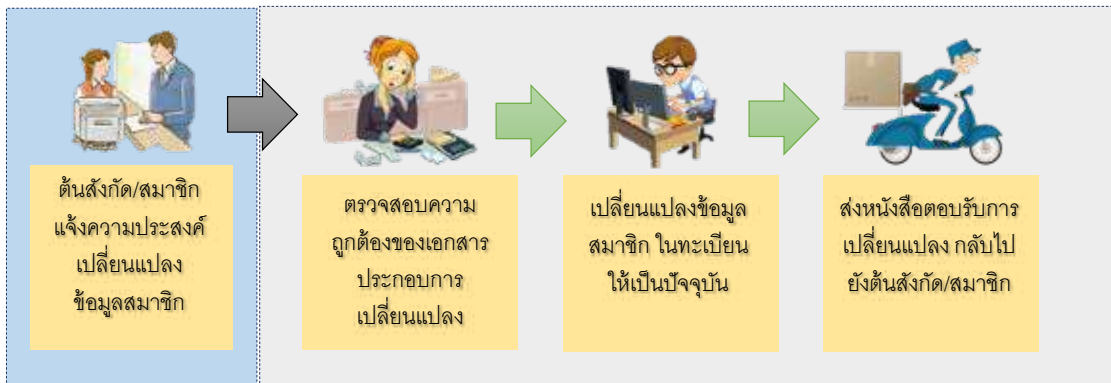 ต้นสังกัด/สมาชิก
แจ้งความประสงค์
เปลี่ยนแปลง
ข้อมูลสมาชิก
ตรวจสอบความ
ถูกต้องของเอกสาร
ประกอบการ
เปลี่ยนแปลง
เปลี่ยนแปลงข้อมูล
สมาชิก ในทะเบียน
ให้เป็นปัจจุบัน
ส่งหนังสือตอบรับการ
เปลี่ยนแปลง กลับไป
ยังต้นสังกัด/สมาชิก